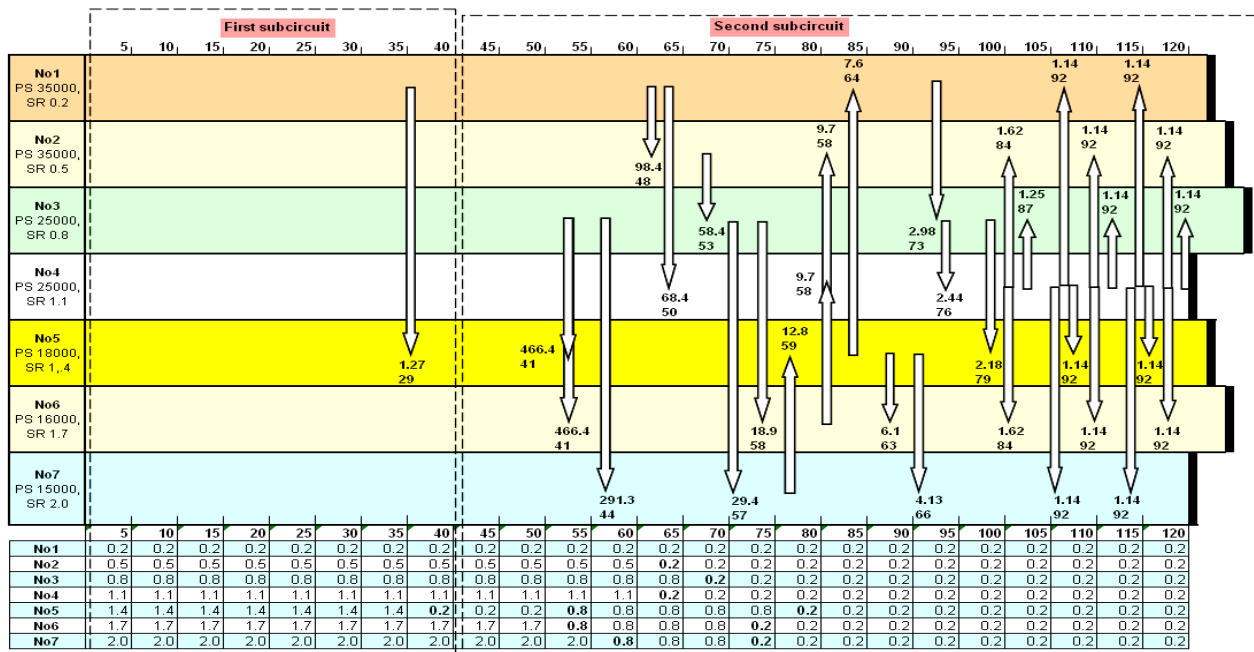 First subcircuit
Second subcircuit
5 10 15 20 25 30 35 40 45 50 55 60 65 70 75 80 85 90 95 100 105 110 115 120
No1
PS 35000,
SR 0.2
7.6
64
1.14
92
1.14
92
No2
PS 35000,
SR 0.5
98.4
48
9.7
58
1.62
84
1.14
92
1.14
92
No3
PS 25000,
SR 0.8
58.4
53
2.98
73
1.25
87
1.14
92
1.14
92
No4
PS 25000,
SR 1.1
68.4
50
9.7
58
2.44
76
No5
PS 18000,
SR 1,.4
1.27
29
466.4
41
12.8
59
2.18
79
1.14
92
1.14
92
No6
PS 16000,
SR 1.7
466.4
41
18.9
58
6.1
63
1.62
84
1.14
92
1.14
92
No7
PS 15000,
SR 2.0
291.3
44
29.4
57
4.13
66
1.14
92
1.14
92
5 10 15 20 25 30 35 40 45 50 55 60 65 70 75 80 85 90 95 100 105 110 115 120
No1 0.2 0.2 0.2 0.2 0.2 0.2 0.2 0.2 0.2 0.2 0.2 0.2 0.2 0.2 0.2 0.2 0.2 0.2 0.2 0.2 0.2 0.2 0.2 0.2
No2 0.5 0.5 0.5 0.5 0.5 0.5 0.5 0.5 0.5 0.5 0.5 0.5 0.2 0.2 0.2 0.2 0.2 0.2 0.2 0.2 0.2 0.2 0.2 0.2
No3 0.8 0.8 0.8 0.8 0.8 0.8 0.8 0.8 0.8 0.8 0.8 0.8 0.8 0.2 0.2 0.2 0.2 0.2 0.2 0.2 0.2 0.2 0.2 0.2
No4 1.1 1.1 1.1 1.1 1.1 1.1 1.1 1.1 1.1 1.1 1.1 1.1 0.2 0.2 0.2 0.2 0.2 0.2 0.2 0.2 0.2 0.2 0.2 0.2
No5 1.4 1.4 1.4 1.4 1.4 1.4 1.4 0.2 0.2 0.2 0.8 0.8 0.8 0.8 0.8 0.2 0.2 0.2 0.2 0.2 0.2 0.2 0.2 0.2
No6 1.7 1.7 1.7 1.7 1.7 1.7 1.7 1.7 1.7 1.7 0.8 0.8 0.8 0.8 0.2 0.2 0.2 0.2 0.2 0.2 0.2 0.2 0.2 0.2
No7 2.0 2.0 2.0 2.0 2.0 2.0 2.0 2.0 2.0 2.0 2.0 0.8 0.8 0.8 0.2 0.2 0.2 0.2 0.2 0.2 0.2 0.2 0.2 0.2